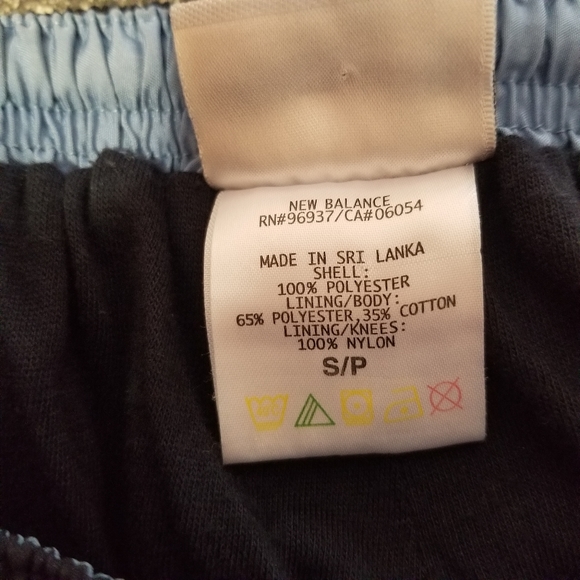 NEW BALANCE
RN#96937/CA#06054
MADE IN SRI LANKA
SHELL:
100% POLYESTER
LINING/BODY:
65% POLYESTER,35% COTTON
LINING/KNEES:
100% NYLON
S/P